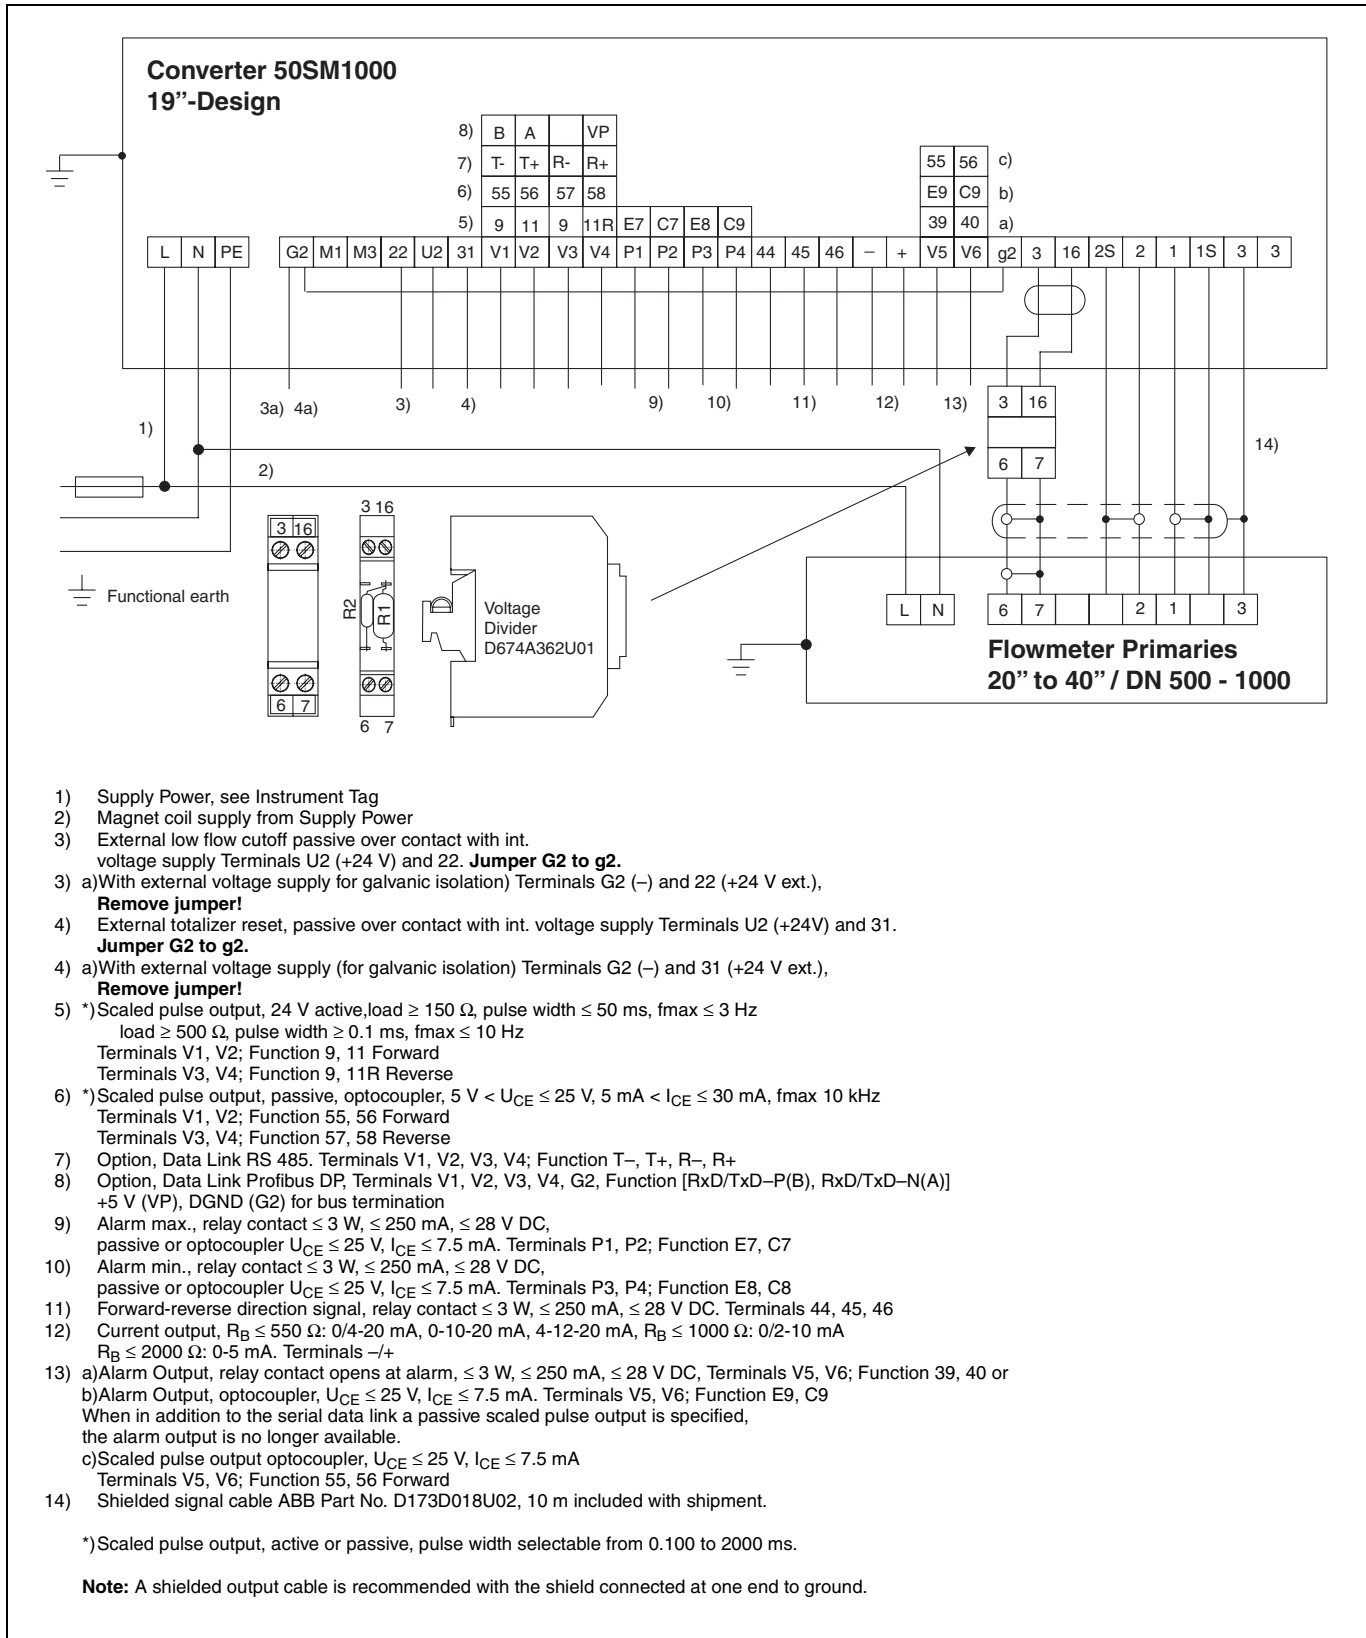 Converter 50SM1000
19”-Design
8) B A VP
7) T- T+ R- R+ 55 56 c)
6) 55 56 57 58 E9 C9 b)
5) 9 11 9 11R E7 C7 E8 C9 39 40 a)
L N PE G2 M1 M3 22 U2 31 V1 V2 V3 V4 P1 P2 P3 P4 44 45 46 – + V5 V6 g2 3 16 2S 2 1 1S 3 3
3a) 4a) 3) 4) 9) 10) 11) 12) 13) 3 16
1) 14)
2) 6 7
3 16
3 16
Functional earth
R2 R1
Voltage
Divider
D674A362U01
L N 6 7 2 1 3
Flowmeter Primaries
20” to 40” / DN 500 - 1000
6 7
6 7
1) Supply Power, see Instrument Tag
2) Magnet coil supply from Supply Power
3) External low flow cutoff passive over contact with int.
voltage supply Terminals U2 (+24 V) and 22. Jumper G2 to g2.
3) a)With external voltage supply for galvanic isolation) Terminals G2 (–) and 22 (+24 V ext.),
Remove jumper!
4) External totalizer reset, passive over contact with int. voltage supply Terminals U2 (+24V) and 31.
Jumper G2 to g2.
4) a)With external voltage supply (for galvanic isolation) Terminals G2 (–) and 31 (+24 V ext.),
Remove jumper!
5) *)Scaled pulse output, 24 V active,load ≥ 150 Ω, pulse width ≤ 50 ms, fmax ≤ 3 Hz
load ≥ 500 Ω, pulse width ≥ 0.1 ms, fmax ≤ 10 Hz
Terminals V1, V2; Function 9, 11 Forward
Terminals V3, V4; Function 9, 11R Reverse
6) *)Scaled pulse output, passive, optocoupler, 5 V < UCE ≤ 25 V, 5 mA < ICE ≤ 30 mA, fmax 10 kHz
Terminals V1, V2; Function 55, 56 Forward
Terminals V3, V4; Function 57, 58 Reverse
7) Option, Data Link RS 485. Terminals V1, V2, V3, V4; Function T–, T+, R–, R+
8) Option, Data Link Profibus DP, Terminals V1, V2, V3, V4, G2, Function [RxD/TxD–P(B), RxD/TxD–N(A)]
+5 V (VP), DGND (G2) for bus termination
9) Alarm max., relay contact ≤ 3 W, ≤ 250 mA, ≤ 28 V DC,
passive or optocoupler UCE ≤ 25 V, ICE ≤ 7.5 mA. Terminals P1, P2; Function E7, C7
10) Alarm min., relay contact ≤ 3 W, ≤ 250 mA, ≤ 28 V DC,
passive or optocoupler UCE ≤ 25 V, ICE ≤ 7.5 mA. Terminals P3, P4; Function E8, C8
11) Forward-reverse direction signal, relay contact ≤ 3 W, ≤ 250 mA, ≤ 28 V DC. Terminals 44, 45, 46
12) Current output, RB ≤ 550 Ω: 0/4-20 mA, 0-10-20 mA, 4-12-20 mA, RB ≤ 1000 Ω: 0/2-10 mA
RB ≤ 2000 Ω: 0-5 mA. Terminals –/+
13) a)Alarm Output, relay contact opens at alarm, ≤ 3 W, ≤ 250 mA, ≤ 28 V DC, Terminals V5, V6; Function 39, 40 or
b)Alarm Output, optocoupler, UCE ≤ 25 V, ICE ≤ 7.5 mA. Terminals V5, V6; Function E9, C9
When in addition to the serial data link a passive scaled pulse output is specified,
the alarm output is no longer available.
c)Scaled pulse output optocoupler, UCE ≤ 25 V, ICE ≤ 7.5 mA
Terminals V5, V6; Function 55, 56 Forward
14) Shielded signal cable ABB Part No. D173D018U02, 10 m included with shipment.
*)Scaled pulse output, active or passive, pulse width selectable from 0.100 to 2000 ms.
Note: A shielded output cable is recommended with the shield connected at one end to ground.